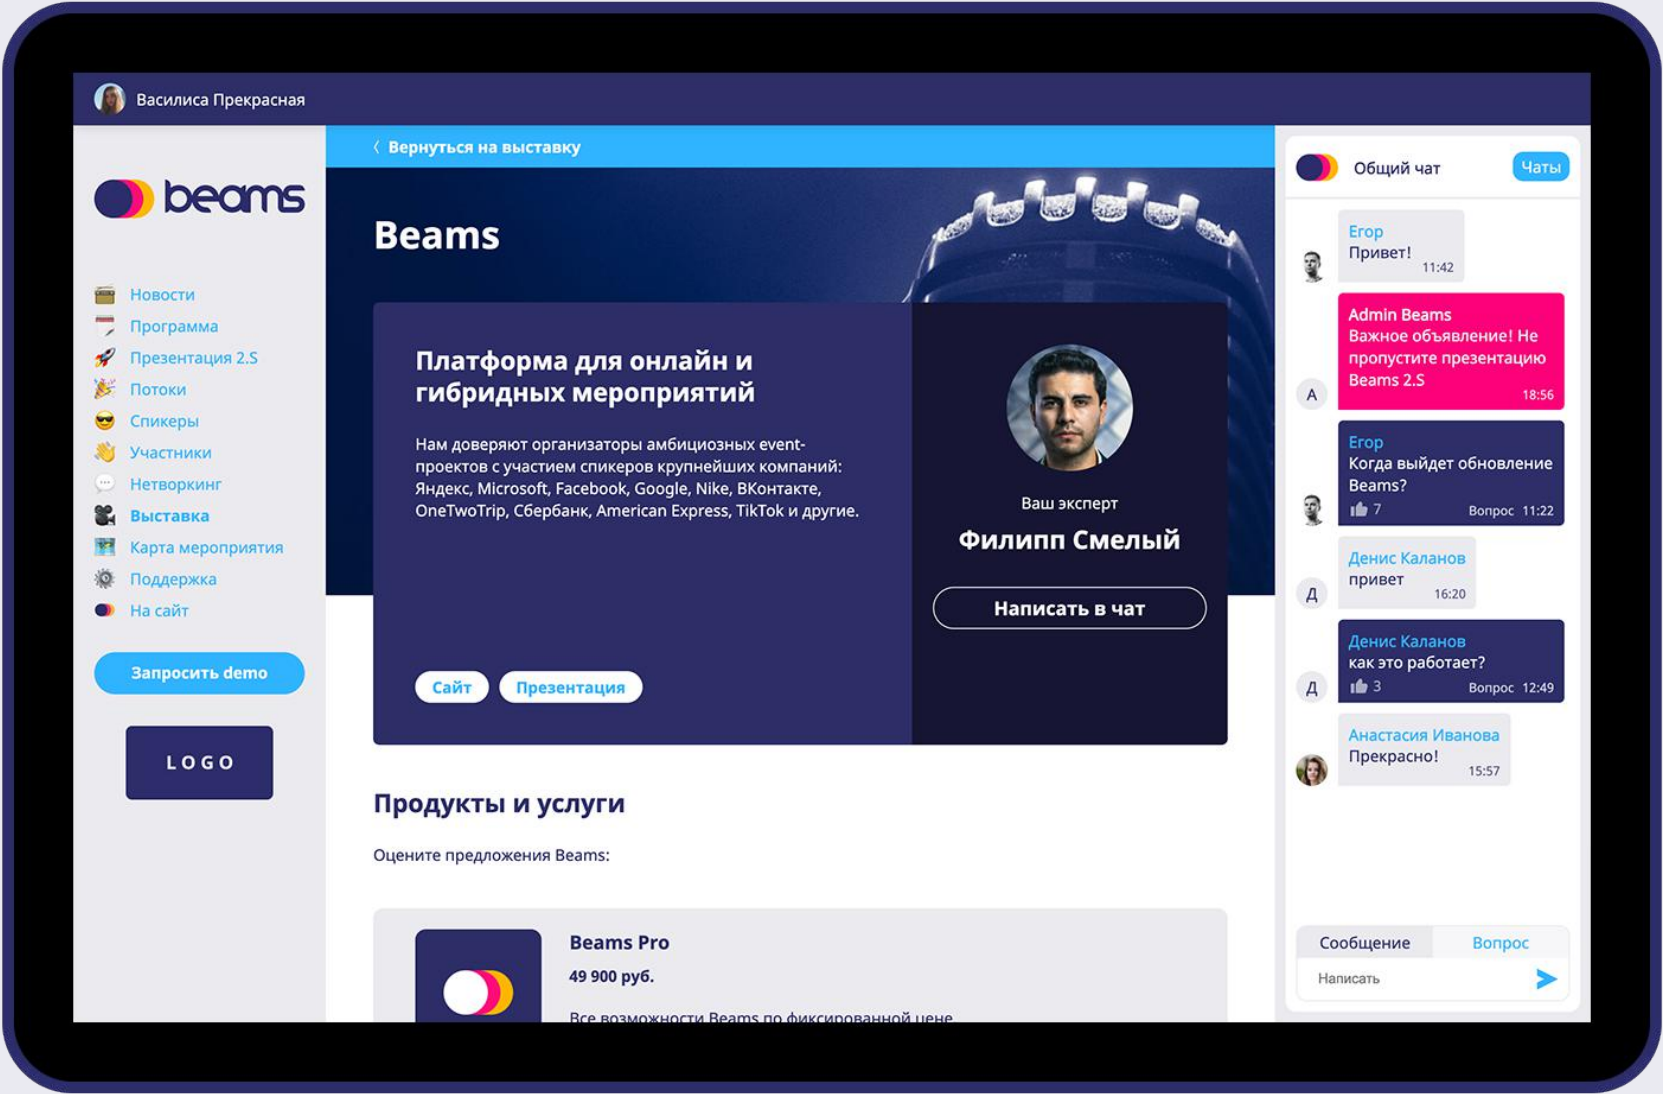 Василиса Прекрасная
beams
Новости
Программа
Презентация 2.S
Потоки
Спикеры
Участники
Нетворкинг
Выставка
Карта мероприятия
Поддержка
На сайт
Запросить demo
LOGO
Вернуться на выставку
Beams
Платформа для онлайн и
гибридных мероприятий
Нам доверяют организаторы амбициозных event-
проектов с участием спикеров крупнейших компаний:
Яндекс, Microsoft, Facebook, Google, Nike, ВКонтакте,
OneTwoTrip, Сбербанк, American Express, TikTok и другие.
Сайт Презентация
Ваш эксперт
Филипп Смелый
Написать в чат
Продукты и услуги
Оцените предложения Beams:
Beams Pro
49 900 руб.
Все возможности Beams по фиксированной цене
Общий чат Чаты
Егор
Привет!
11:42
Admin Beams
Важное объявление! Не
пропустите презентацию
Beams 2.S
A 18:56
Егор
Когда выйдет обновление
Beams?
7 Вопрос 11:22
Денис Каланов
привет
Д 16:20
Денис Каланов
как это работает?
Д 3 Вопрос 12:49
Анастасия Иванова
Прекрасно!
15:57
Сообщение Вопрос
Написать